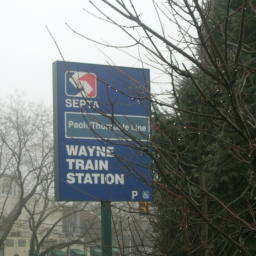 SEPTA
Paoli/Thorndale Line
WAYNE
TRAIN
STATION
P